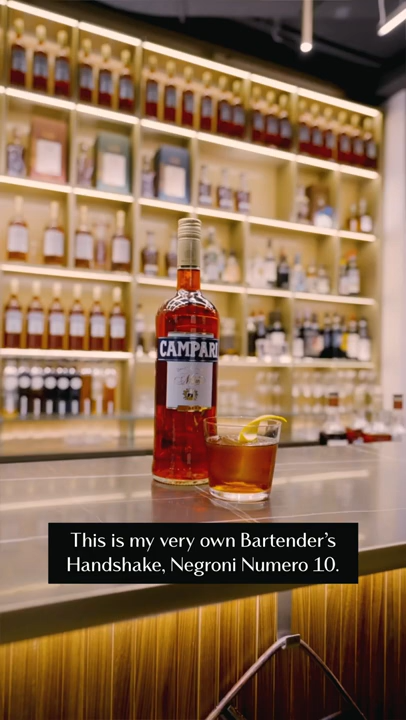 CAMPARI
This is my very own Bartender's
Handshake, Negroni Numero 10.